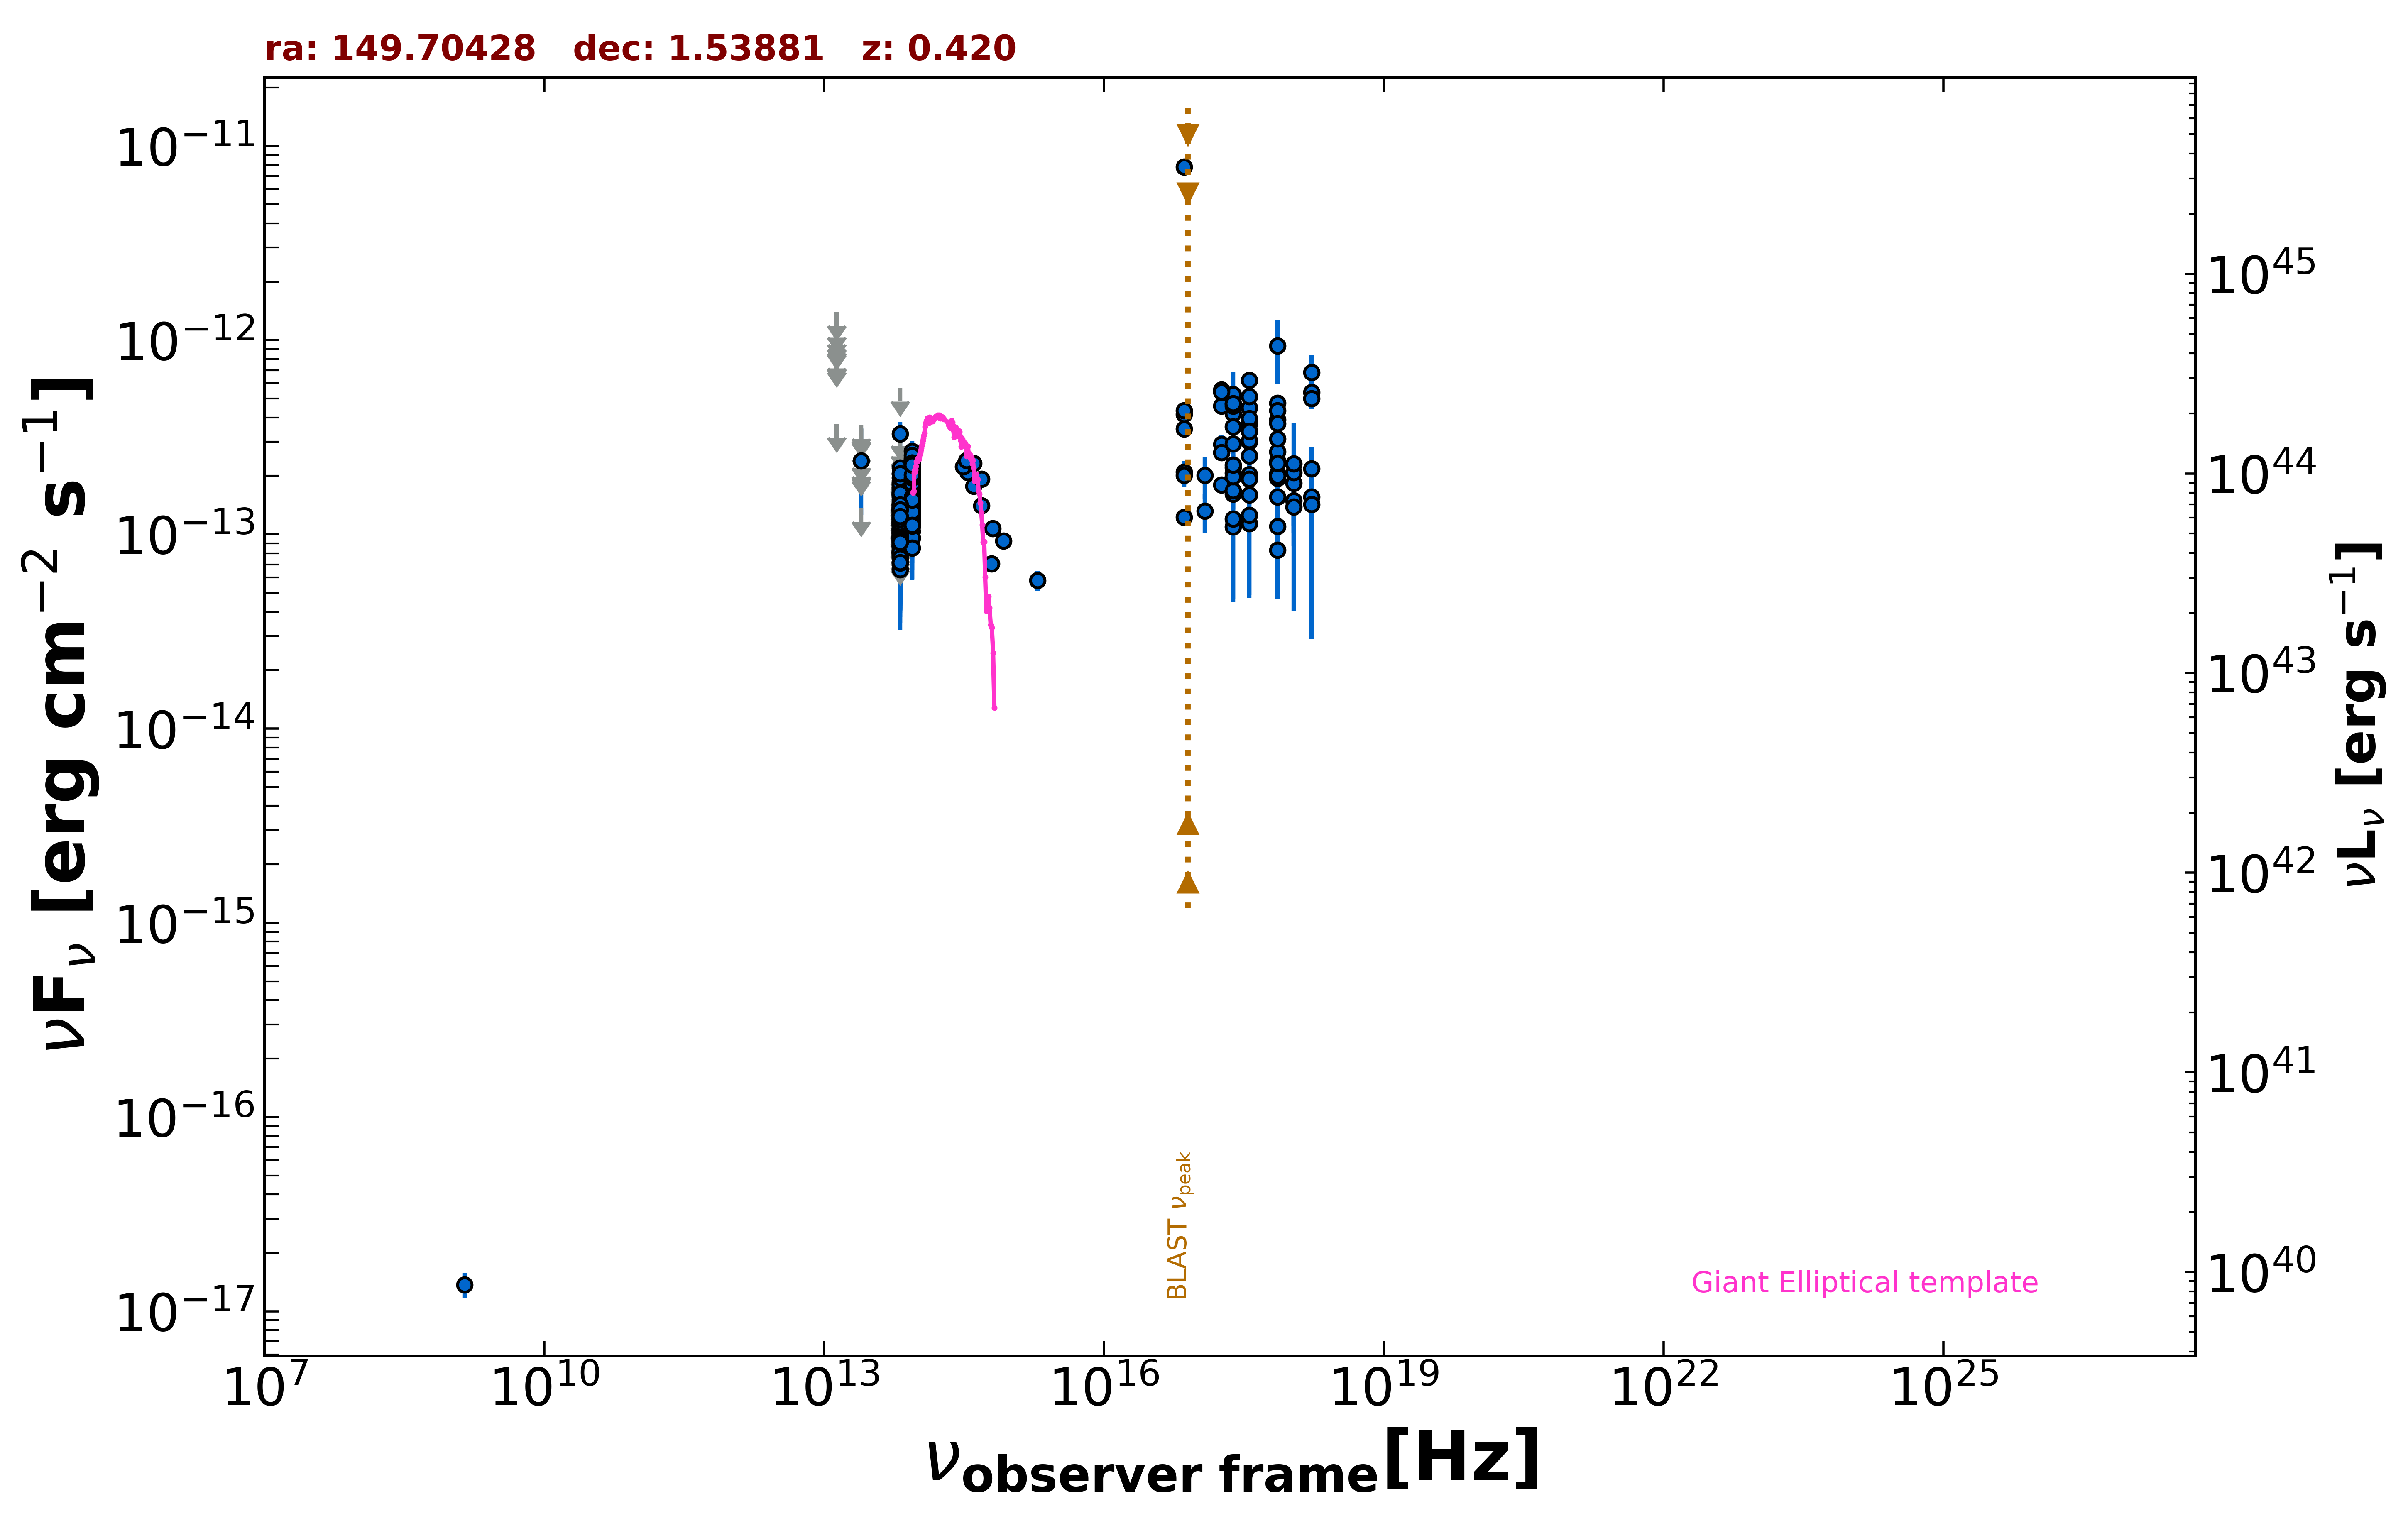 ra: 149.70428   dec: 1.53881   z: 0.420
νF_ν [erg cm^−2 s^−1]
10^−11
10^−12
10^−13
10^−14
10^−15
10^−16
10^−17
10^45
10^44
10^43
10^42
10^41
10^40
νL_ν [erg s^−1]
BLAST ν_peak
Giant Elliptical template
10^7 10^10 10^13 10^16 10^19 10^22 10^25
ν_observer frame [Hz]